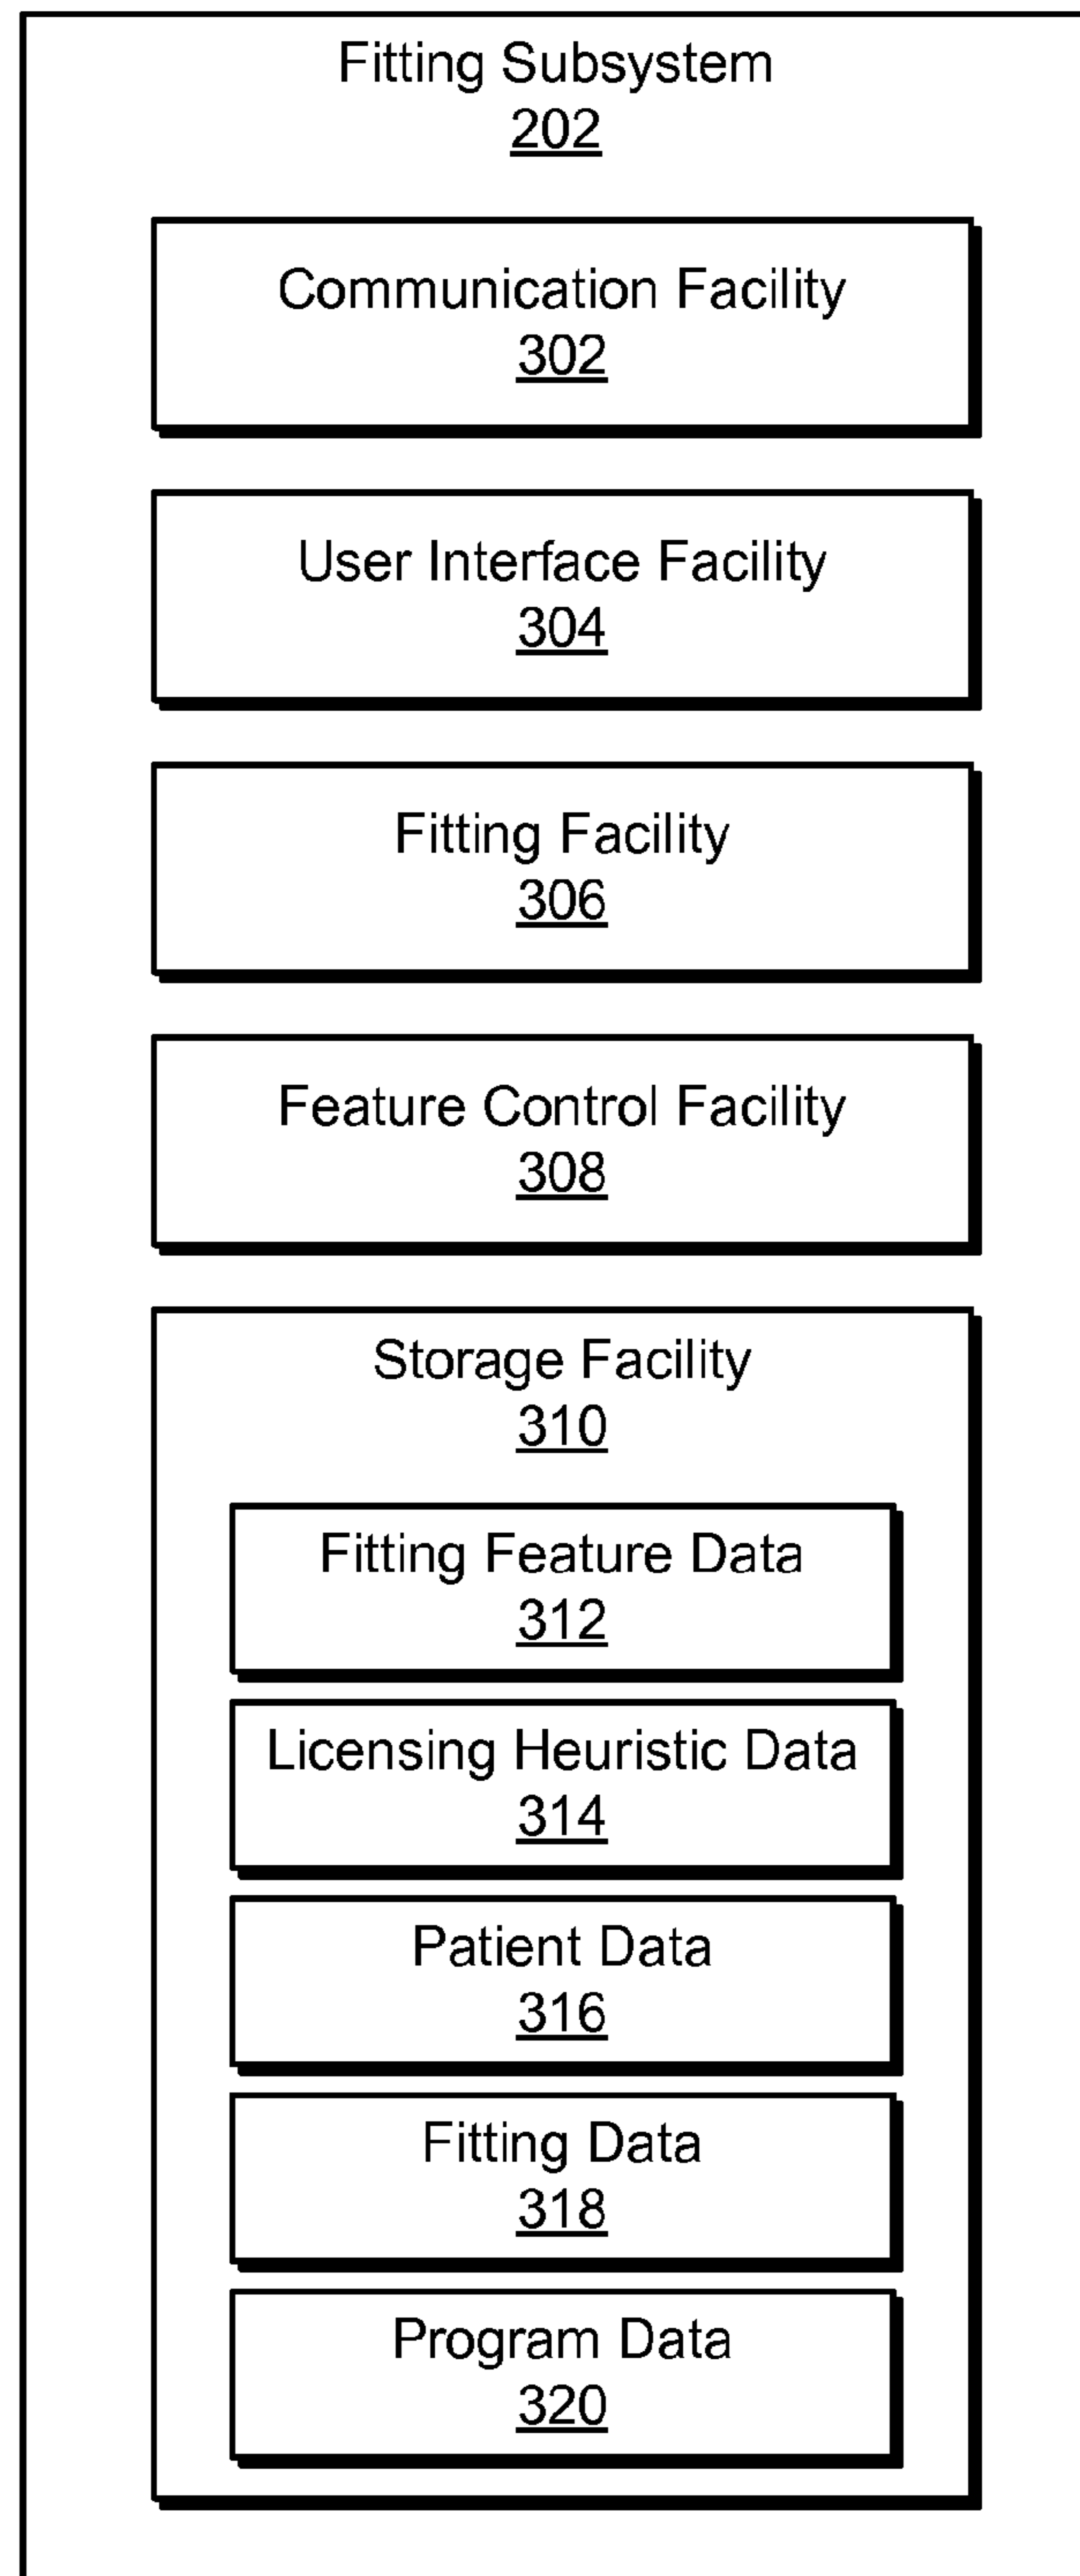 Fitting Subsystem
202
Communication Facility
302
User Interface Facility
304
Fitting Facility
306
Feature Control Facility
308
Storage Facility
310
Fitting Feature Data
312
Licensing Heuristic Data
314
Patient Data
316
Fitting Data
318
Program Data
320